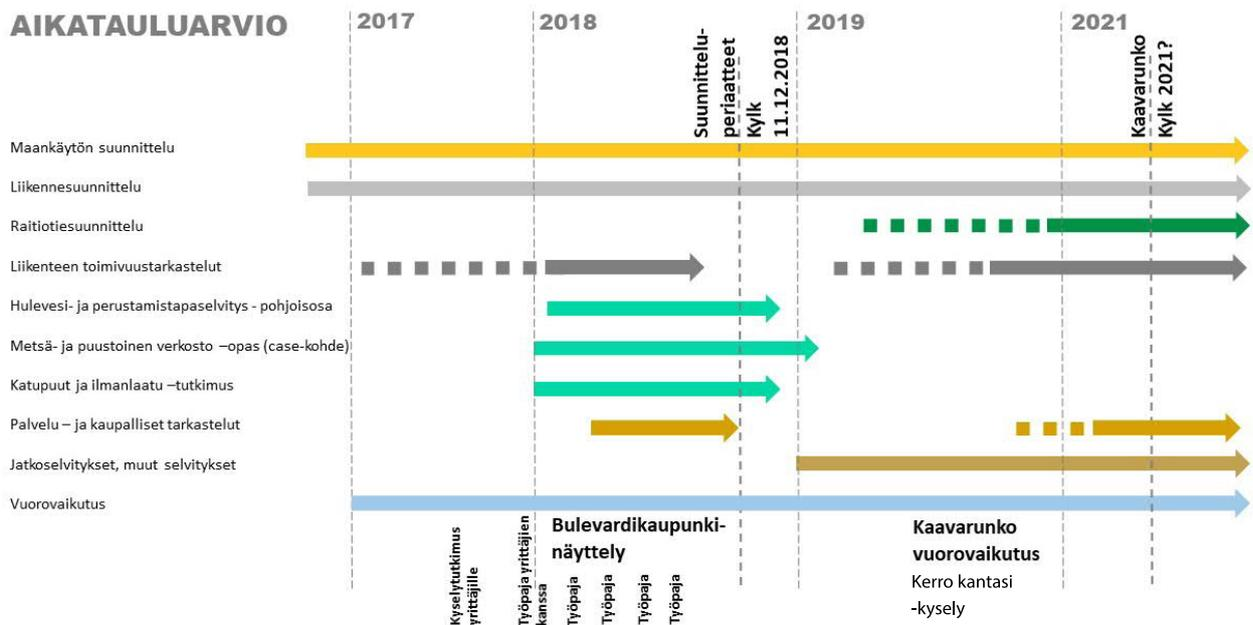 AIKATAULUARVIO
2017
2018
2019
2021
Suunnittelu-
periaatteet
Kylk
11.12.2018
Kaavarunko
Kylk 2021?
Maankäytön suunnittelu
Liikennesuunnittelu
Raitiotiesuunnittelu
Liikenteen toimivuustarkastelut
Hulevesi- ja perustamistapaselvitys - pohjoisosa
Metsä- ja puustoinen verkosto –opas (case-kohde)
Katupuut ja ilmanlaatu –tutkimus
Palvelu – ja kaupalliset tarkastelut
Jatkoselvitykset, muut selvitykset
Vuorovaikutus
Kyselytutkimus
yrittäjille
Työpaja yrittäjien
kanssa
Bulevardikaupunki-
näyttely
Työpaja
Työpaja
Työpaja
Työpaja
Kaavarunko
vuorovaikutus
Kerro kantasi
-kysely